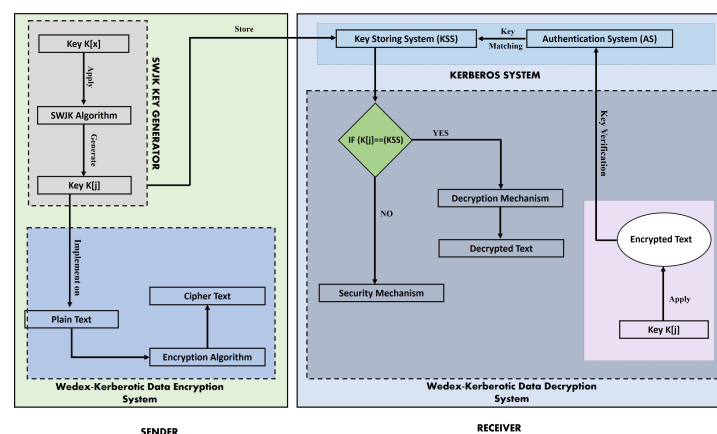 Key K[x]
Apply
SWJK Algorithm
Generate
Key K[j]
SWJK KEY GENERATOR
Implement on
Plain Text
Cipher Text
Encryption Algorithm
Wedex-Kerberotic Data Encryption
System
SENDER
Store
Key Storing System (KSS)
Key
Matching
Authentication System (AS)
KERBEROS SYSTEM
IF (K[j]==(KSS)
YES
NO
Decryption Mechanism
Decrypted Text
Security Mechanism
Key Verification
Encrypted Text
Apply
Key K[j]
Wedex-Kerberotic Data Decryption
System
RECEIVER